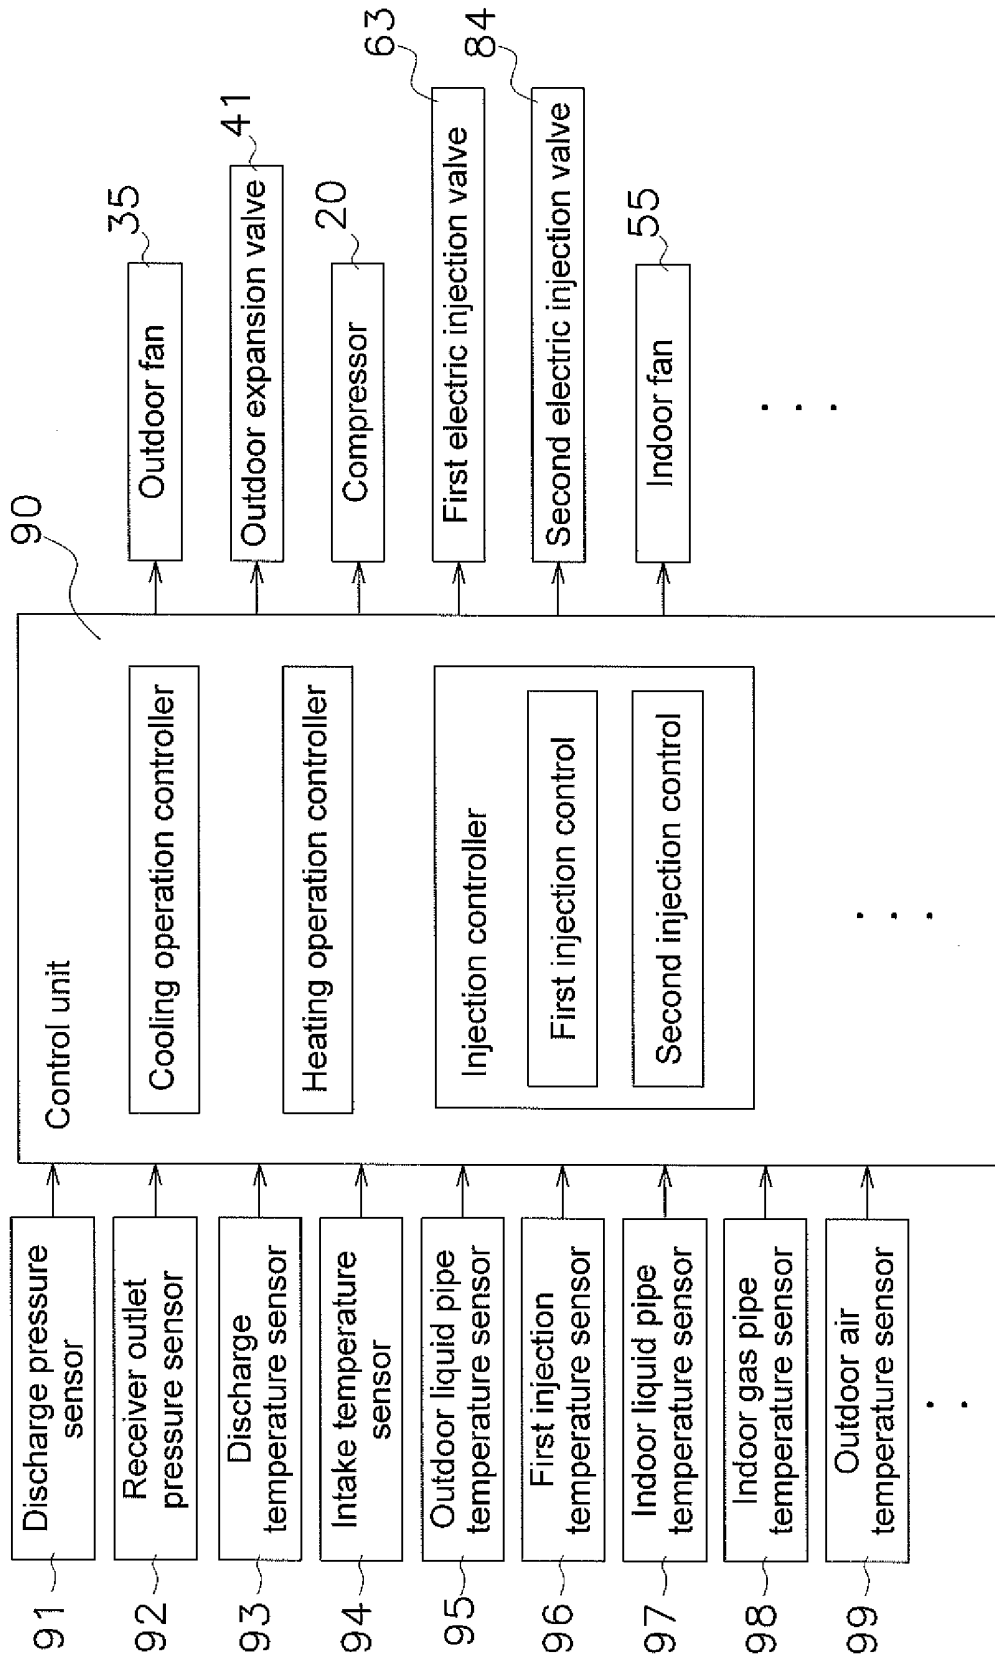 91
Discharge pressure
sensor
92
Receiver outlet
pressure sensor
93
Discharge
temperature sensor
94
Intake temperature
sensor
95
Outdoor liquid pipe
temperature sensor
96
First injection
temperature sensor
97
Indoor liquid pipe
temperature sensor
98
Indoor gas pipe
temperature sensor
99
Outdoor air
temperature sensor
90
Control unit
Cooling operation controller
Heating operation controller
Injection controller
First injection control
Second injection control
Outdoor fan
35
Outdoor expansion valve
41
Compressor
20
First electric injection valve
63
Second electric injection valve
84
Indoor fan
55